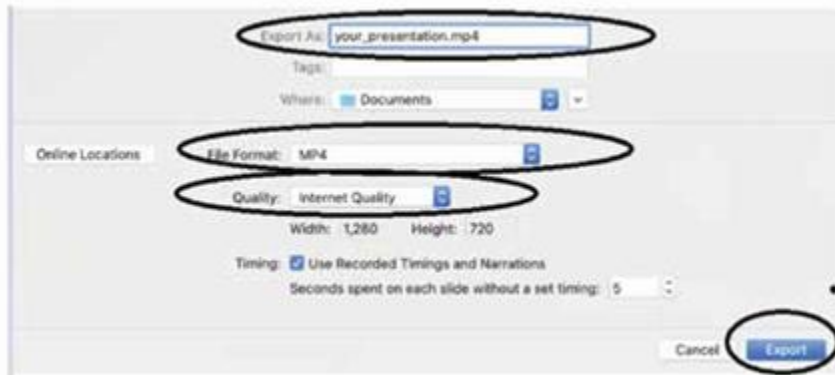 Export As: your_presentation.mp4
Tags:
Where: Documents
Online Locations File Format: MP4
Quality: Internet Quality
Width: 1,280 Height: 720
Timing: Use Recorded Timings and Narrations
Seconds spent on each slide without a set timing: 5
Cancel Export